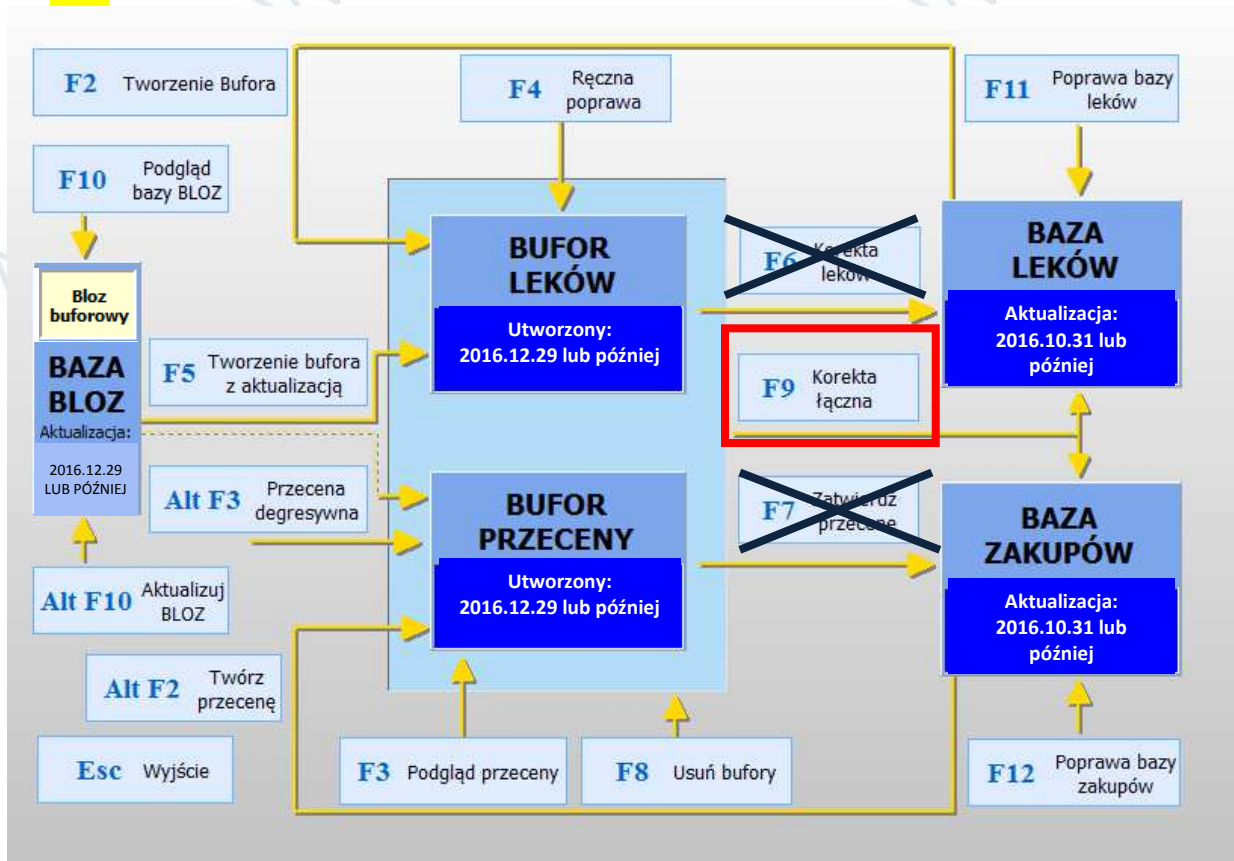 F2 Tworzenie Bufora
F4 Ręczna
poprawa
F11 Poprawa bazy
leków
F10 Podgląd
bazy BLOZ
BUFOR
LEKÓW
Utworzony:
2016.12.29 lub później
F6 Korekta
leków
BAZA
LEKÓW
Aktualizacja:
2016.10.31 lub
później
Bloz
buforowy
BAZA
BLOZ
Aktualizacja:
2016.12.29
LUB PÓŹNIEJ
F5 Tworzenie bufora
z aktualizacją
F9 Korekta
łączna
Alt F3 Przecena
degresywna
BUFOR
PRZECENY
Utworzony:
2016.12.29 lub później
F7 Zatwierdź
przecenę
BAZA
ZAKUPÓW
Aktualizacja:
2016.10.31 lub
później
Alt F10 Aktualizuj
BLOZ
Alt F2 Twórz
przecenę
Esc Wyjście
F3 Podgląd przeceny
F8 Usuń bufory
F12 Poprawa bazy
zakupów